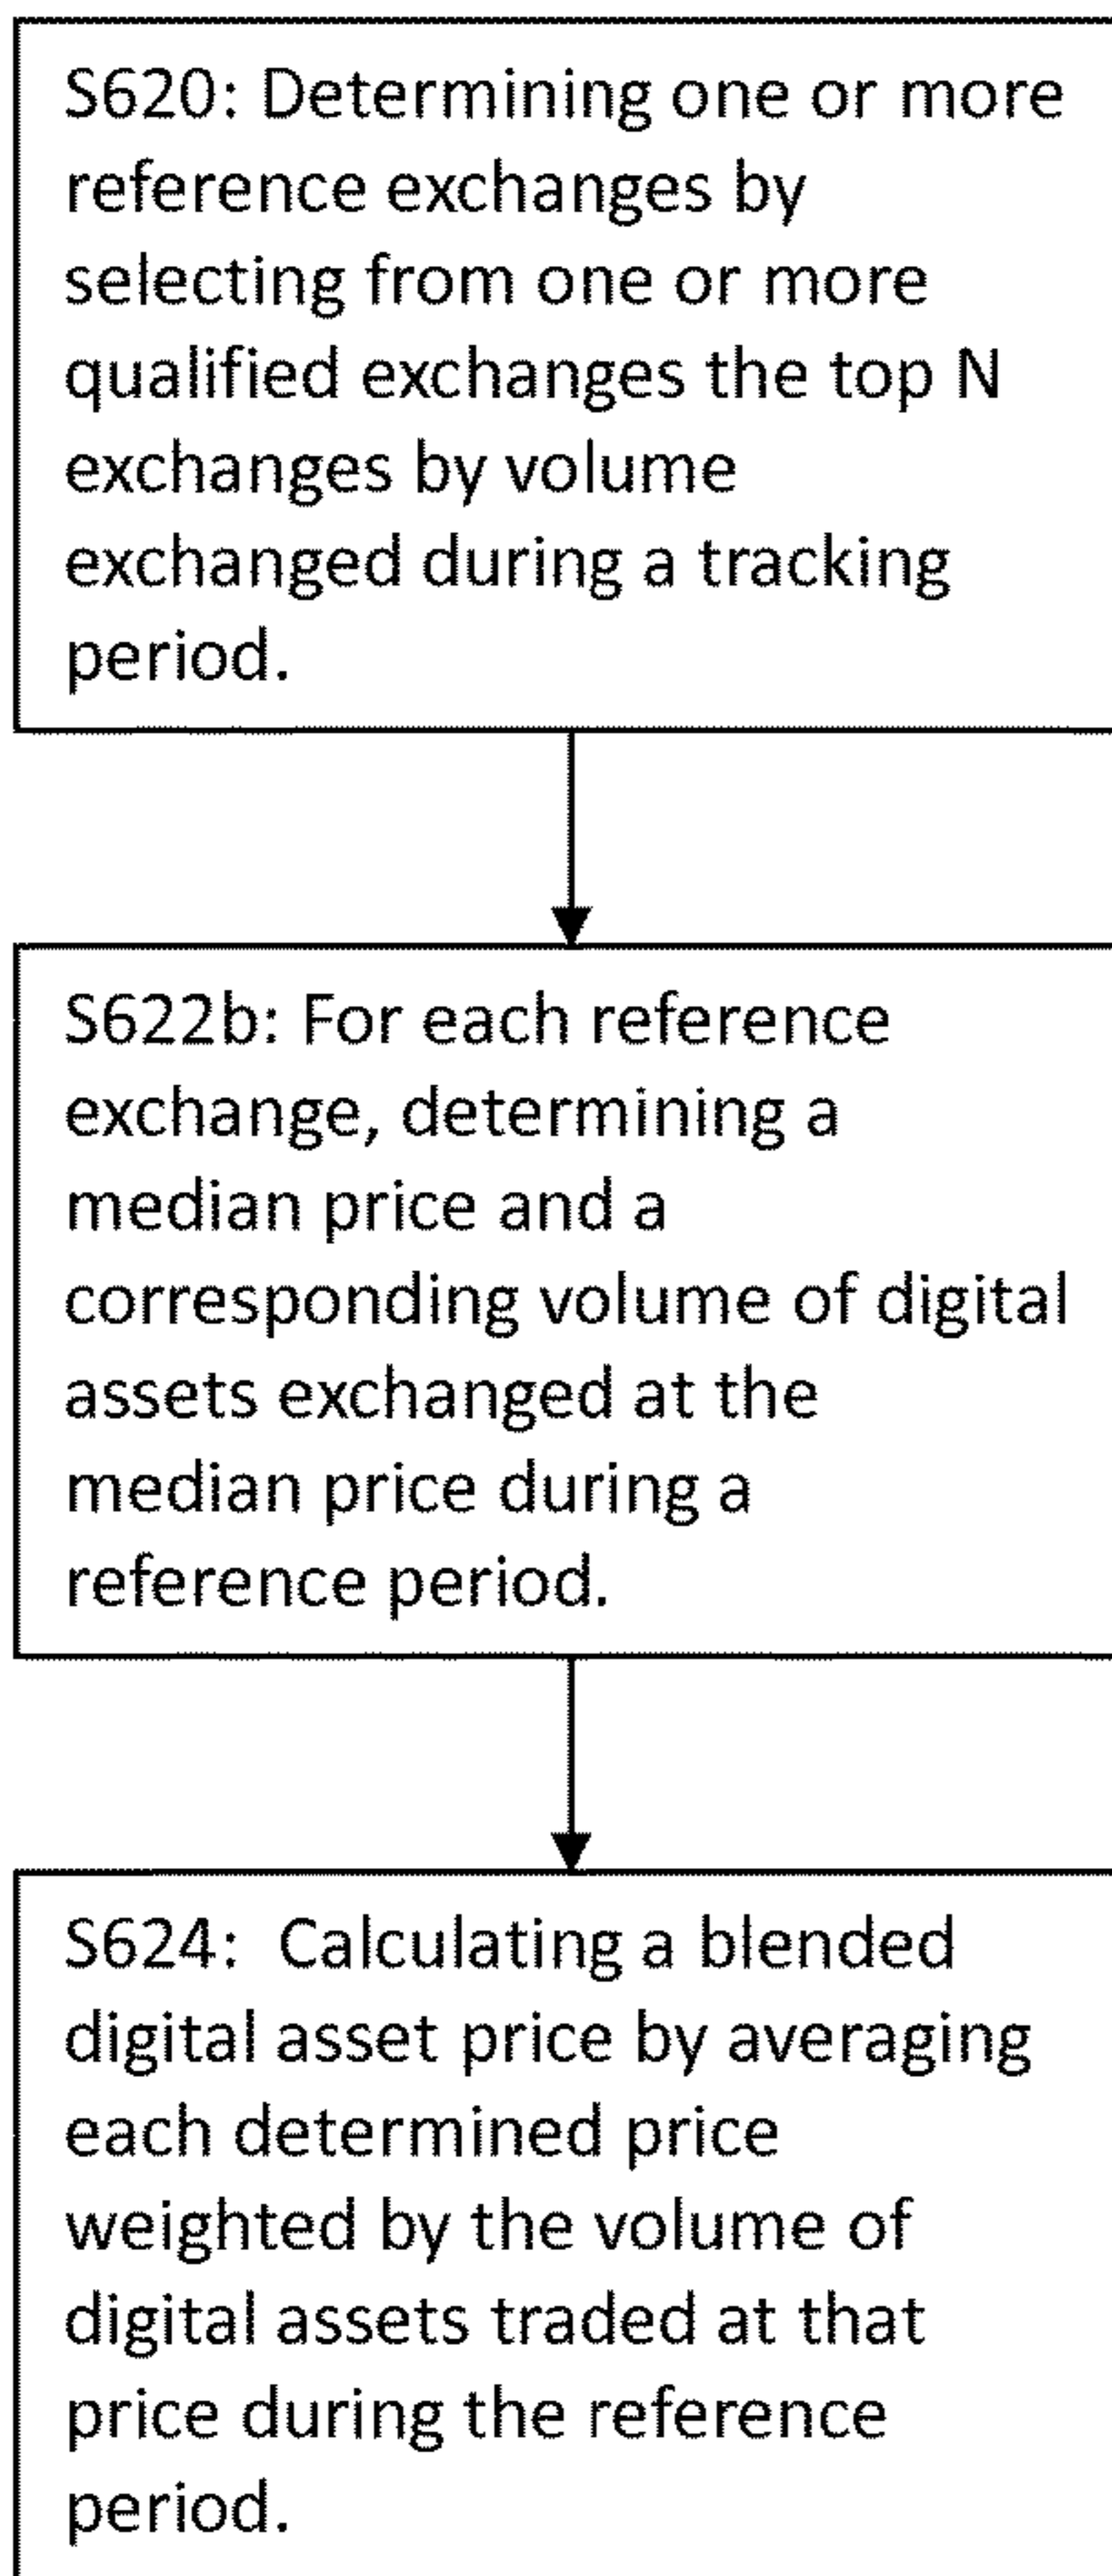 S620: Determining one or more
reference exchanges by
selecting from one or more
qualified exchanges the top N
exchanges by volume
exchanged during a tracking
period.
S622b: For each reference
exchange, determining a
median price and a
corresponding volume of digital
assets exchanged at the
median price during a
reference period.
S624:  Calculating a blended
digital asset price by averaging
each determined price
weighted by the volume of
digital assets traded at that
price during the reference
period.